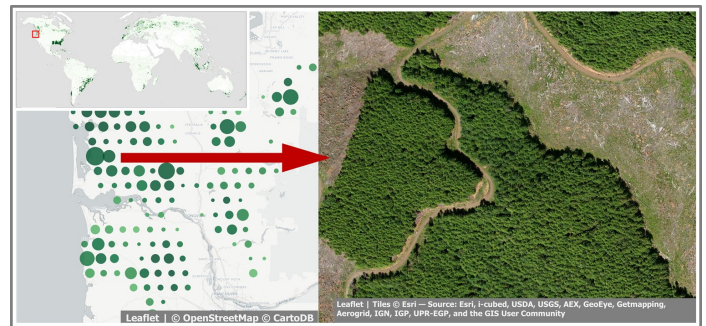 Leaflet | © OpenStreetMap © CartoDB
Leaflet | Tiles © Esri — Source: Esri, i-cubed, USDA, USGS, AEX, GeoEye, Getmapping,
Aerogrid, IGN, IGP, UPR-EGP, and the GIS User Community